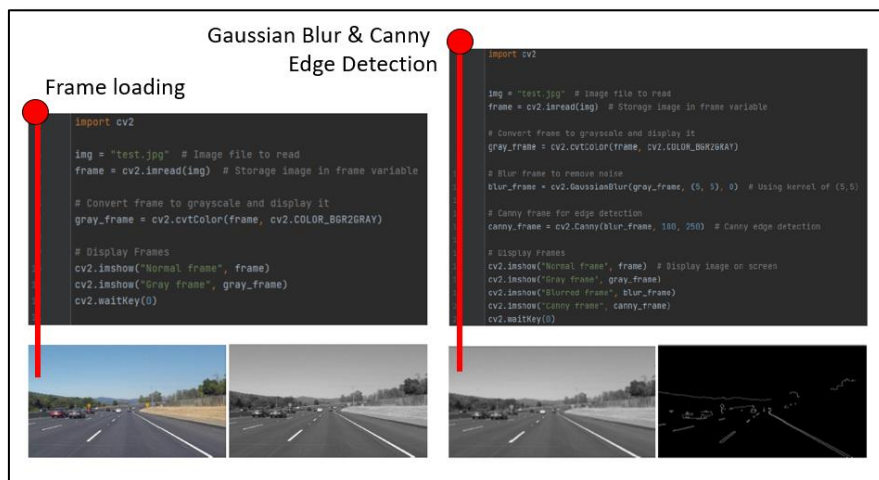 Frame loading
import cv2
img = "test.jpg"  # Image file to read
frame = cv2.imread(img)  # Storage image in frame variable
# Convert frame to grayscale and display it
gray_frame = cv2.cvtColor(frame, cv2.COLOR_BGR2GRAY)
# Display Frames
cv2.imshow("Normal frame", frame)
cv2.imshow("Gray frame", gray_frame)
cv2.waitKey(0)
Gaussian Blur & Canny
Edge Detection
import cv2
img = "test.jpg"  # Image file to read
frame = cv2.imread(img)  # Storage image in frame variable
# Convert frame to grayscale and display it
gray_frame = cv2.cvtColor(frame, cv2.COLOR_BGR2GRAY)
# Blur frame to remove noise
blur_frame = cv2.GaussianBlur(gray_frame, (5, 5), 0)  # Using kernel of (5,5)
# Canny frame for edge detection
canny_frame = cv2.Canny(blur_frame, 180, 250)  # Canny edge detection
# Display Frames
cv2.imshow("Normal frame", frame)  # Display image on screen
cv2.imshow("Gray frame", gray_frame)
cv2.imshow("Blurred frame", blur_frame)
cv2.imshow("Canny frame", canny_frame)
cv2.waitKey(0)